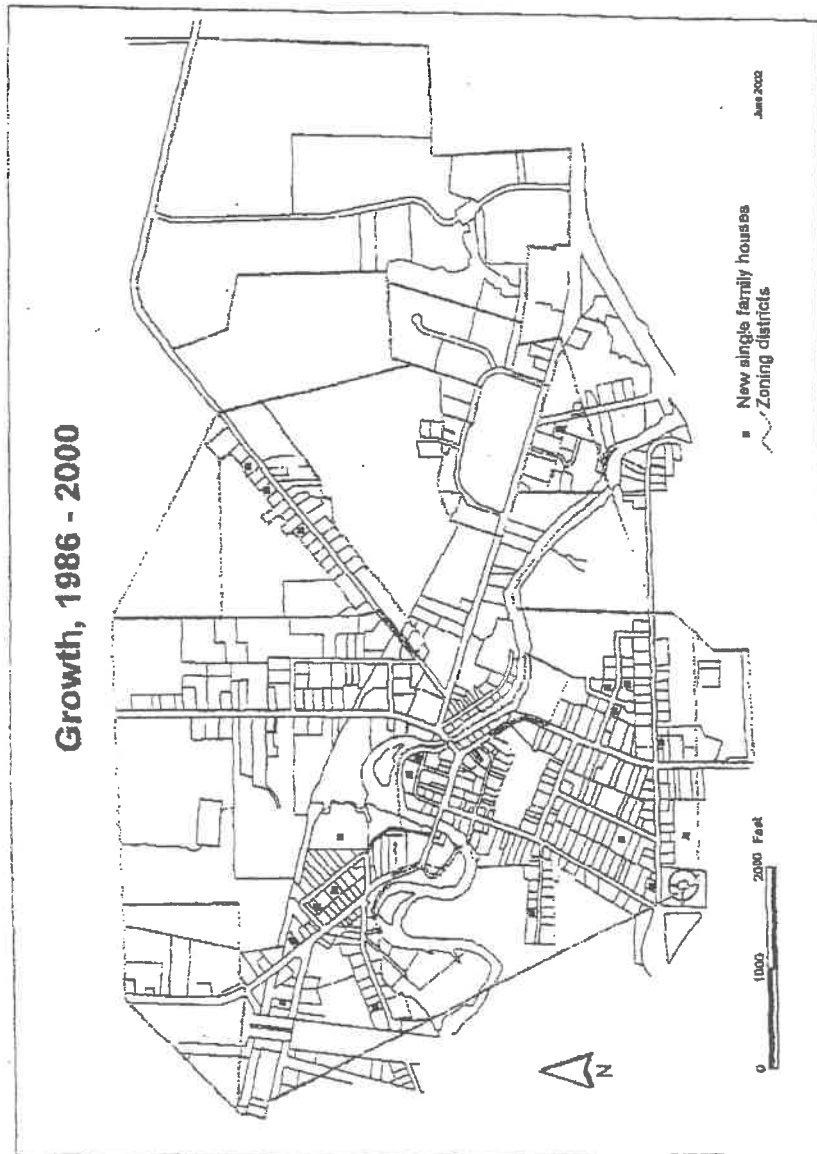 Growth, 1986 - 2000
N
0 1000 2000 Feet
New single family houses
Zoning districts
June 2002